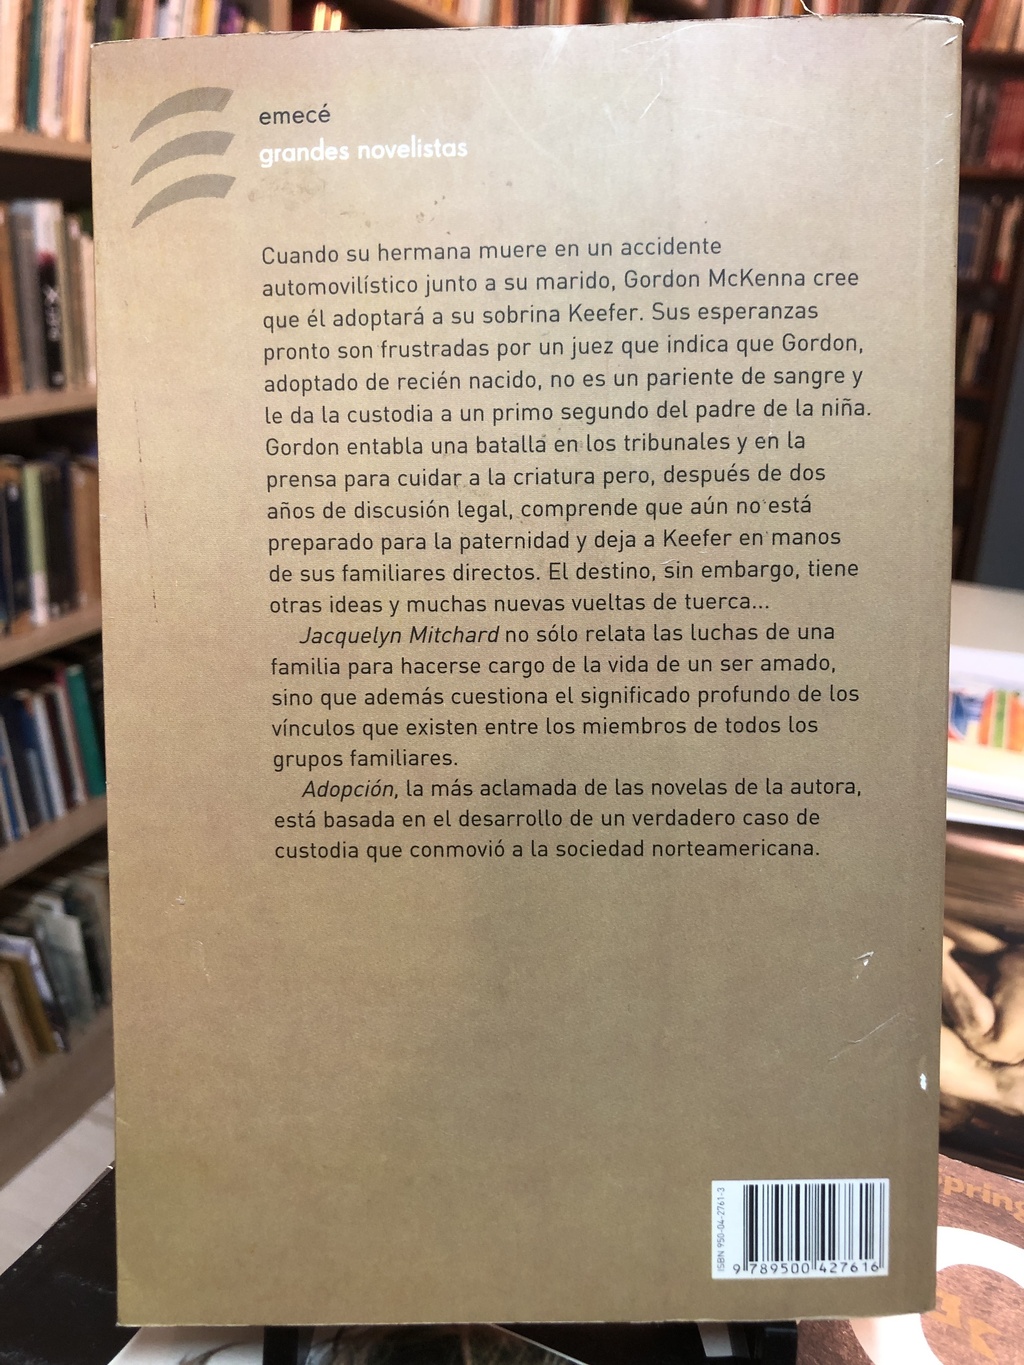 emecé
grandes novelistas
Cuando su hermana muere en un accidente
automovilístico junto a su marido, Gordon McKenna cree
que él adoptará a su sobrina Keefer. Sus esperanzas
pronto son frustradas por un juez que indica que Gordon,
adoptado de recién nacido, no es un pariente de sangre y
le da la custodia a un primo segundo del padre de la niña.
Gordon entabla una batalla en los tribunales y en la
prensa para cuidar a la criatura pero, después de dos
años de discusión legal, comprende que aún no está
preparado para la paternidad y deja a Keefer en manos
de sus familiares directos. El destino, sin embargo, tiene
otras ideas y muchas nuevas vueltas de tuerca...
Jacquelyn Mitchard no sólo relata las luchas de una
familia para hacerse cargo de la vida de un ser amado,
sino que además cuestiona el significado profundo de los
vínculos que existen entre los miembros de todos los
grupos familiares.
Adopción, la más aclamada de las novelas de la autora,
está basada en el desarrollo de un verdadero caso de
custodia que conmovió a la sociedad norteamericana.
ISBN 950-04-2761-3
9 789500 427616